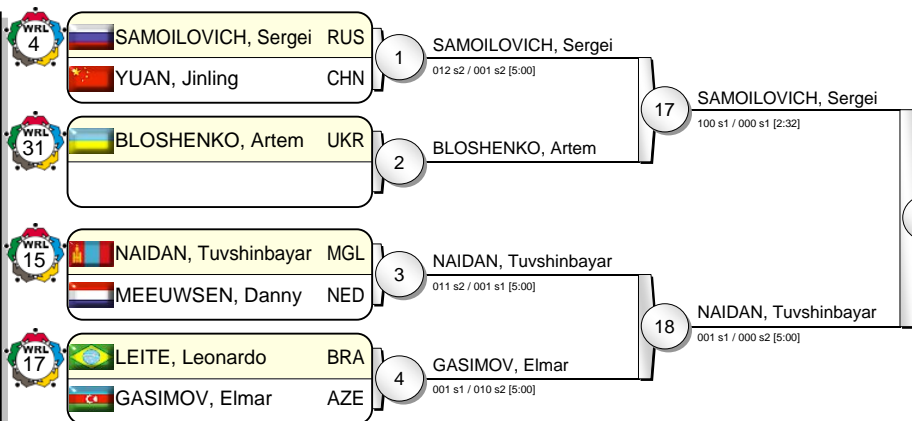 WRL
4
SAMOILOVICH, Sergei RUS
YUAN, Jinling CHN
1
SAMOILOVICH, Sergei
012 s2 / 001 s2 [5:00]
WRL
31
BLOSHENKO, Artem UKR
2
BLOSHENKO, Artem
17
SAMOILOVICH, Sergei
100 s1 / 000 s1 [2:32]
WRL
15
NAIDAN, Tuvshinbayar MGL
MEEUWSEN, Danny NED
3
NAIDAN, Tuvshinbayar
011 s2 / 001 s1 [5:00]
WRL
17
LEITE, Leonardo BRA
GASIMOV, Elmar AZE
4
GASIMOV, Elmar
001 s1 / 010 s2 [5:00]
18
NAIDAN, Tuvshinbayar
001 s1 / 000 s2 [5:00]